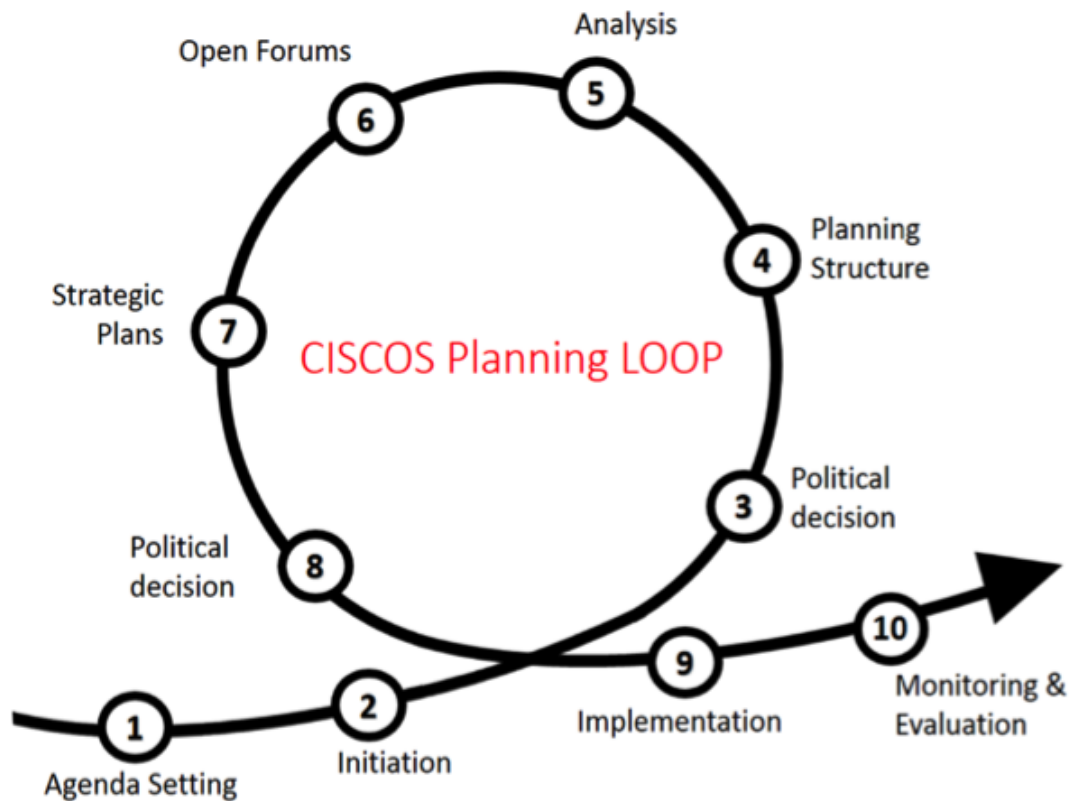 Analysis
Open Forums
5
6
Planning
Structure
4
Strategic
Plans
7
CISCOS Planning LOOP
Political
decision
3
Political
decision
8
10
9
Monitoring &
Evaluation
2
Implementation
1
Initiation
Agenda Setting